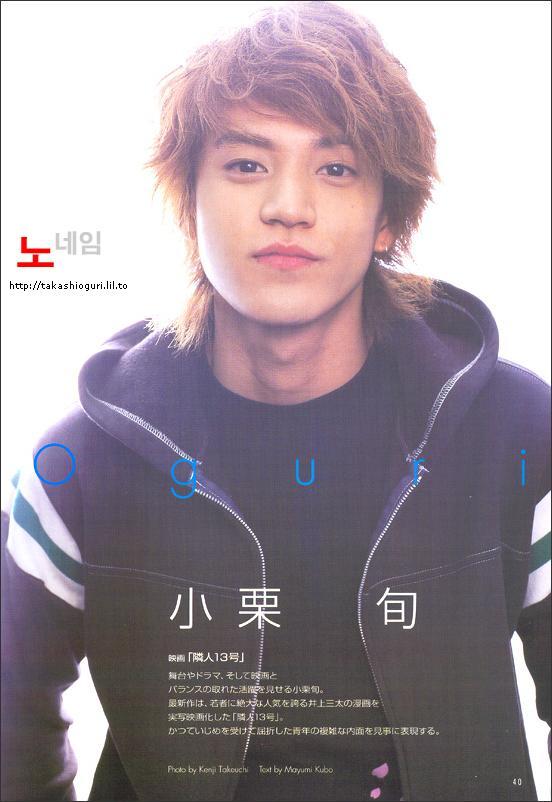 노네임
http://takashioguri.lil.to
Oguri
小栗 旬
映画「隣人13号」
舞台やドラマ、そして映画と
バランスの取れた活躍を見せる小栗旬。
最新作は、若者に絶大な人気を誇る井上三太の漫画を
実写映画化した「隣人13号」。
かつていじめを受けて屈折した青年の複雑な内面を見事に表現する。
Photo by Kenji Takeuchi Text by Mayumi Kubo
40